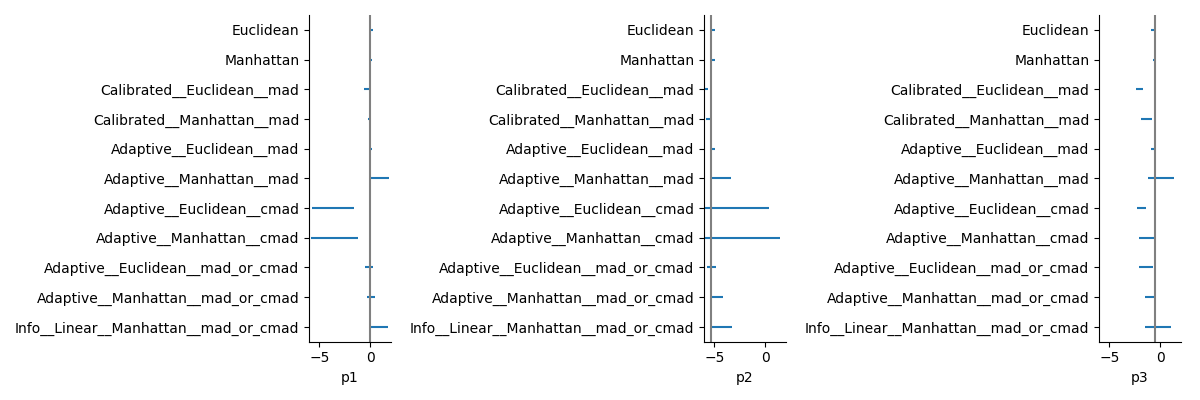 Euclidean
Manhattan
Calibrated__Euclidean__mad
Calibrated__Manhattan__mad
Adaptive__Euclidean__mad
Adaptive__Manhattan__mad
Adaptive__Euclidean__cmad
Adaptive__Manhattan__cmad
Adaptive__Euclidean__mad_or_cmad
Adaptive__Manhattan__mad_or_cmad
Info__Linear__Manhattan__mad_or_cmad
−5 0
p1
Euclidean
Manhattan
Calibrated__Euclidean__mad
Calibrated__Manhattan__mad
Adaptive__Euclidean__mad
Adaptive__Manhattan__mad
Adaptive__Euclidean__cmad
Adaptive__Manhattan__cmad
Adaptive__Euclidean__mad_or_cmad
Adaptive__Manhattan__mad_or_cmad
Info__Linear__Manhattan__mad_or_cmad
−5 0
p2
Euclidean
Manhattan
Calibrated__Euclidean__mad
Calibrated__Manhattan__mad
Adaptive__Euclidean__mad
Adaptive__Manhattan__mad
Adaptive__Euclidean__cmad
Adaptive__Manhattan__cmad
Adaptive__Euclidean__mad_or_cmad
Adaptive__Manhattan__mad_or_cmad
Info__Linear__Manhattan__mad_or_cmad
−5 0
p3